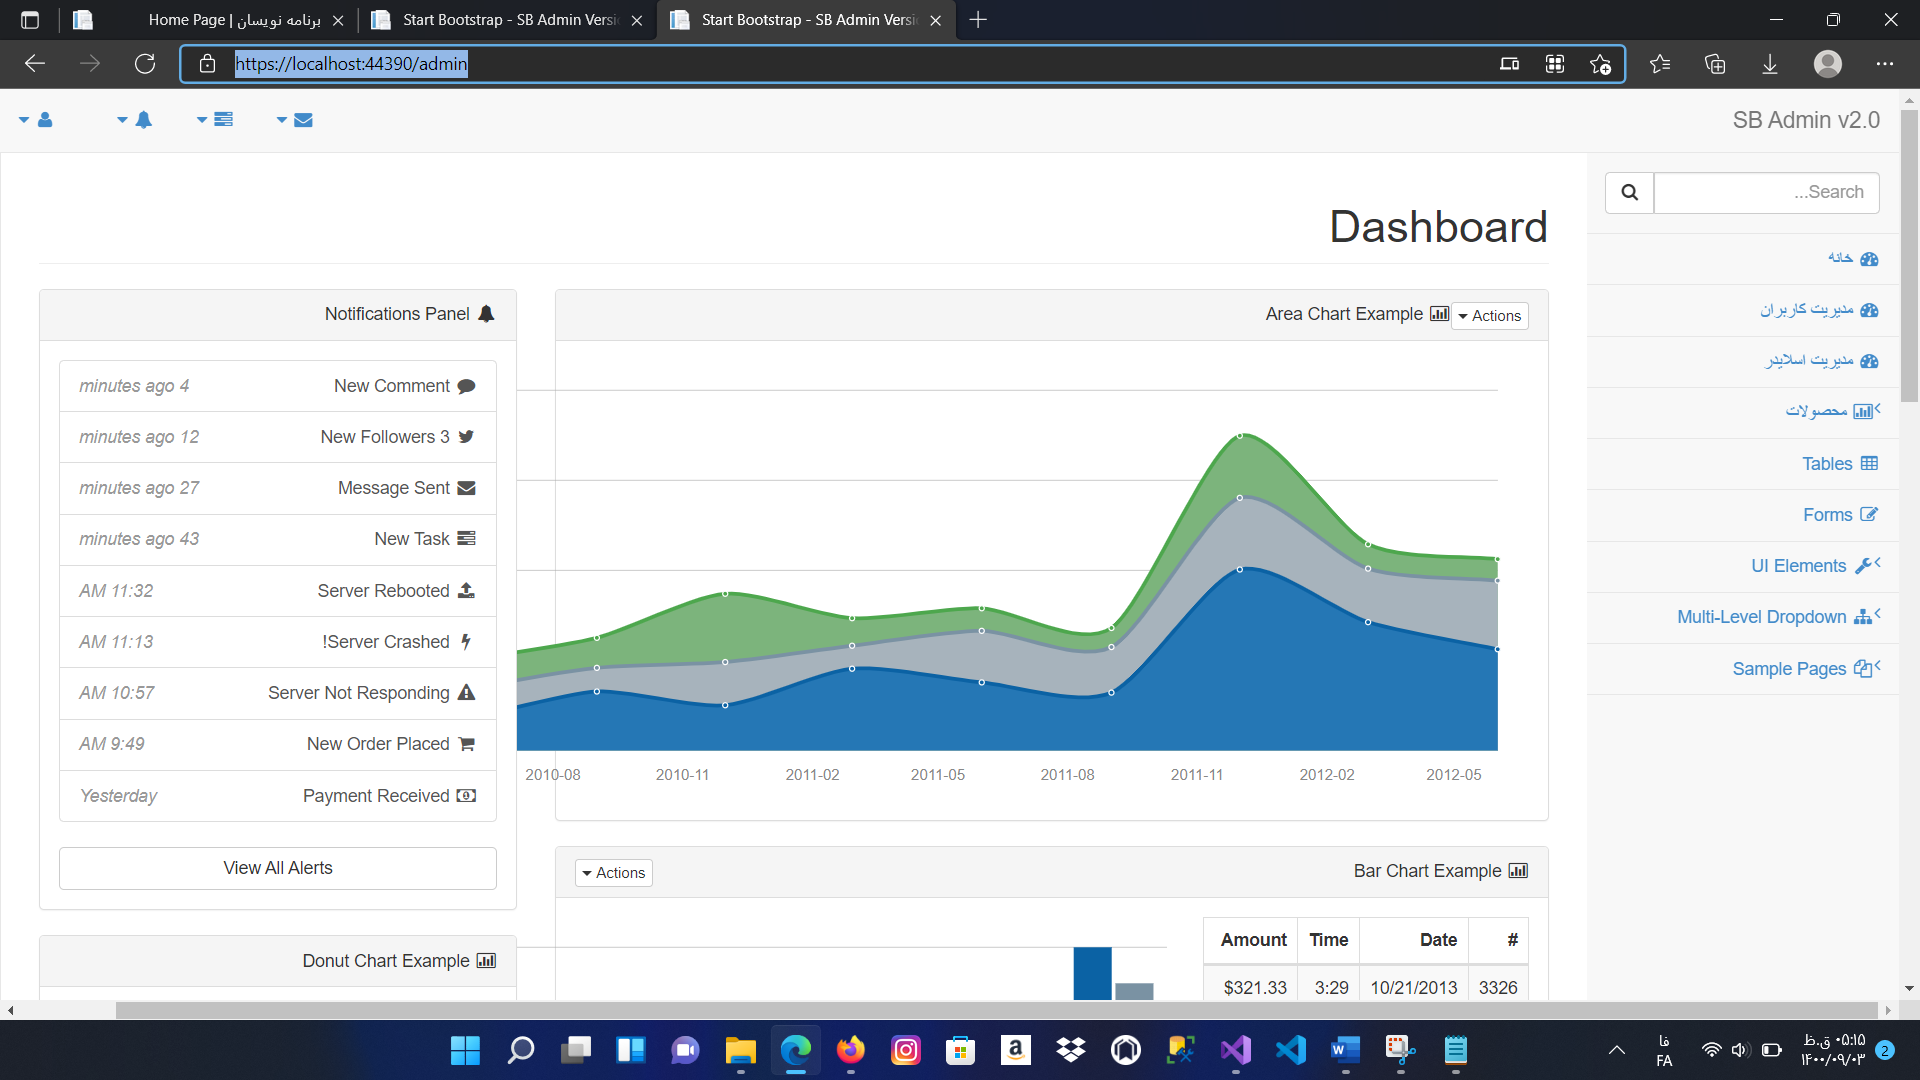 Home Page | برنامه نویسان
Start Bootstrap - SB Admin Versi
Start Bootstrap - SB Admin Versi
https://localhost:44390/admin
SB Admin v2.0
Search...
خانه
مدیریت کاربران
مدیریت اسلایدر
محصولات
Tables
Forms
UI Elements
Multi-Level Dropdown
Sample Pages
Dashboard
Area Chart Example
Actions
2010-08
2010-11
2011-02
2011-05
2011-08
2011-11
2012-02
2012-05
Notifications Panel
New Comment
minutes ago 4
New Followers 3
minutes ago 12
Message Sent
minutes ago 27
New Task
minutes ago 43
Server Rebooted
AM 11:32
!Server Crashed
AM 11:13
Server Not Responding
AM 10:57
New Order Placed
AM 9:49
Payment Received
Yesterday
View All Alerts
Bar Chart Example
Actions
# Date Time Amount
3326 10/21/2013 3:29 $321.33
Donut Chart Example
فا
FA
۰۵:۱۵ ق.ظ
۱۴۰۰/۰۹/۰۳
2